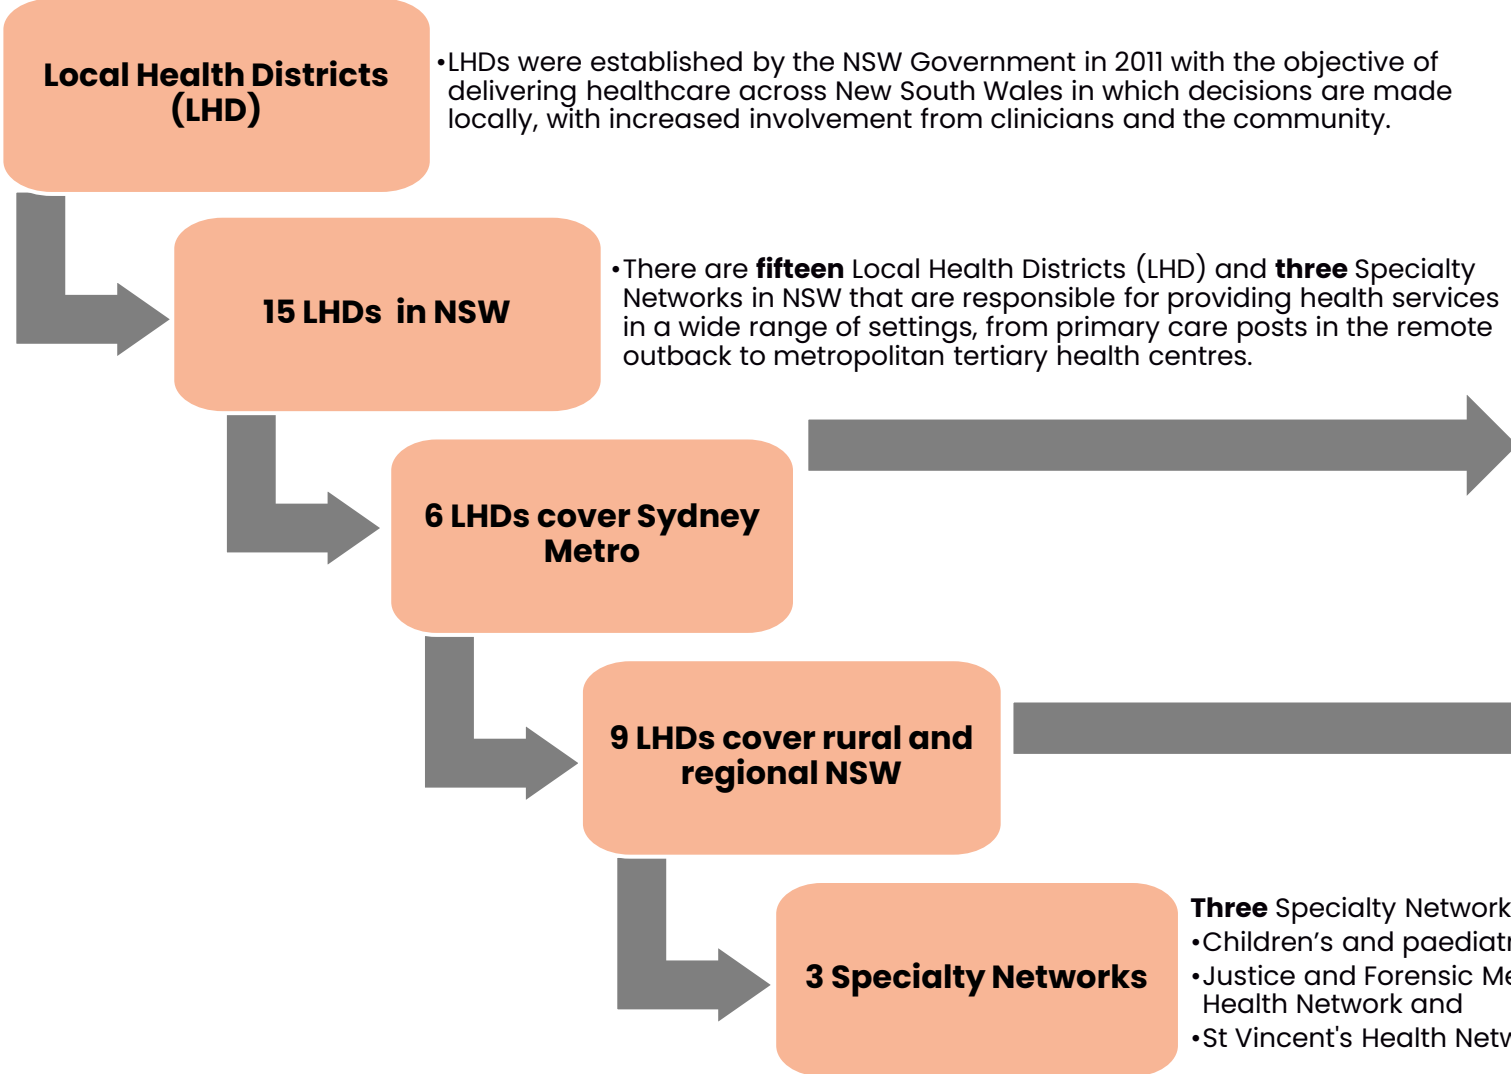 Local Health Districts
(LHD)
•LHDs were established by the NSW Government in 2011 with the objective of
delivering healthcare across New South Wales in which decisions are made
locally, with increased involvement from clinicians and the community.
15 LHDs in NSW
•There are fifteen Local Health Districts (LHD) and three Specialty
Networks in NSW that are responsible for providing health services
in a wide range of settings, from primary care posts in the remote
outback to metropolitan tertiary health centres.
6 LHDs cover Sydney
Metro
9 LHDs cover rural and
regional NSW
3 Specialty Networks
Three Specialty Network
•Children’s and paediatr
•Justice and Forensic Me
Health Network and
•St Vincent's Health Netw